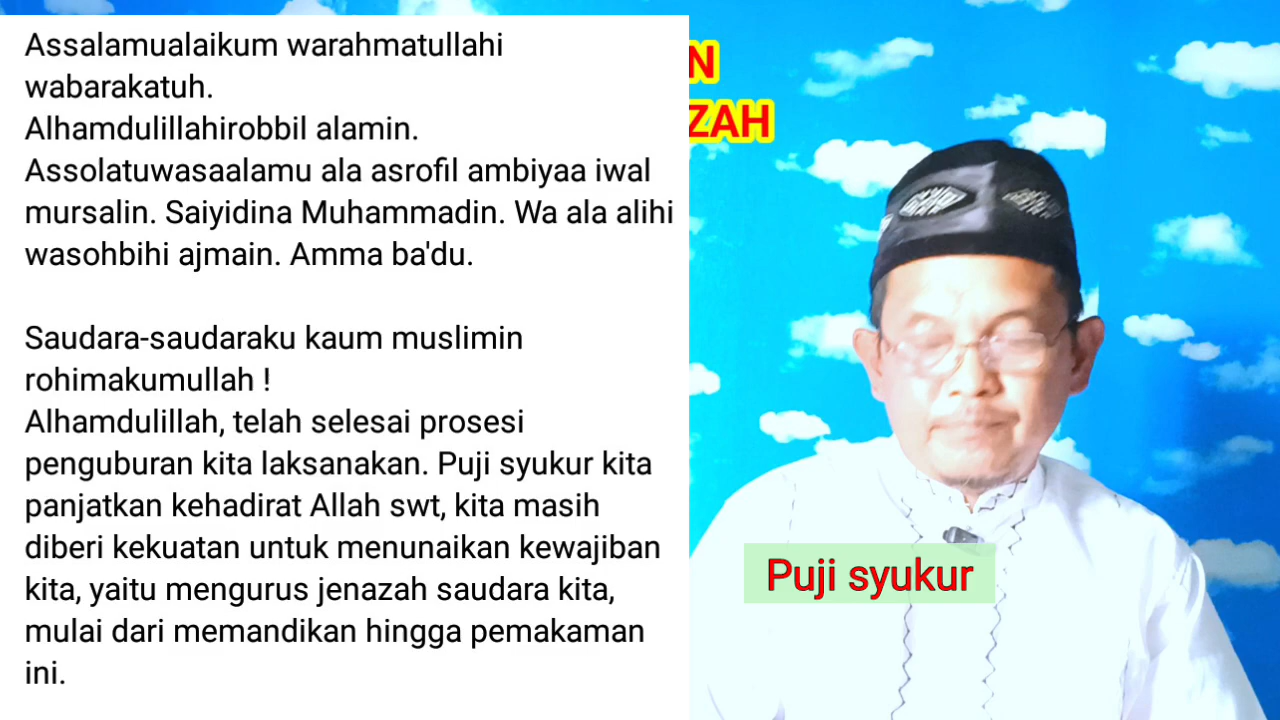 Assalamualaikum warahmatullahi
wabarakatuh.
Alhamdulillahirobbil alamin.
Assolatuwasaalamu ala asrofil ambiyaa iwal
mursalin. Saiyidina Muhammadin. Wa ala alihi
wasohbihi ajmain. Amma ba'du.
Saudara-saudaraku kaum muslimin
rohimakumullah !
Alhamdulillah, telah selesai prosesi
penguburan kita laksanakan. Puji syukur kita
panjatkan kehadirat Allah swt, kita masih
diberi kekuatan untuk menunaikan kewajiban
kita, yaitu mengurus jenazah saudara kita,
mulai dari memandikan hingga pemakaman
ini.
N
ZAH
Puji syukur